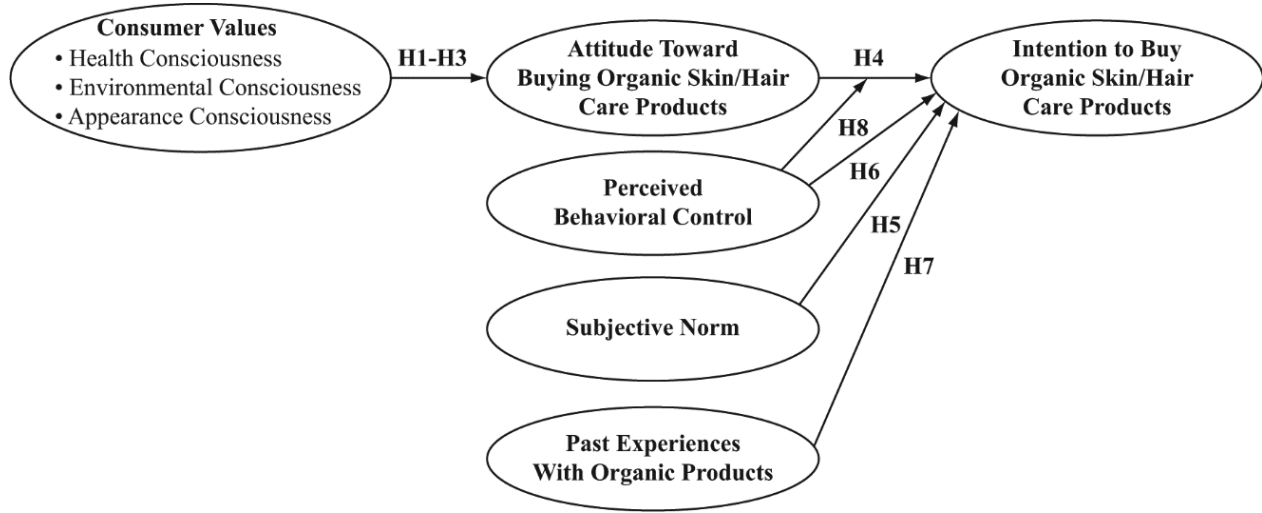 Consumer Values
• Health Consciousness
• Environmental Consciousness
• Appearance Consciousness
H1-H3
Attitude Toward
Buying Organic Skin/Hair
Care Products
H4
Intention to Buy
Organic Skin/Hair
Care Products
H8
H6
Perceived
Behavioral Control
H5
H7
Subjective Norm
Past Experiences
With Organic Products